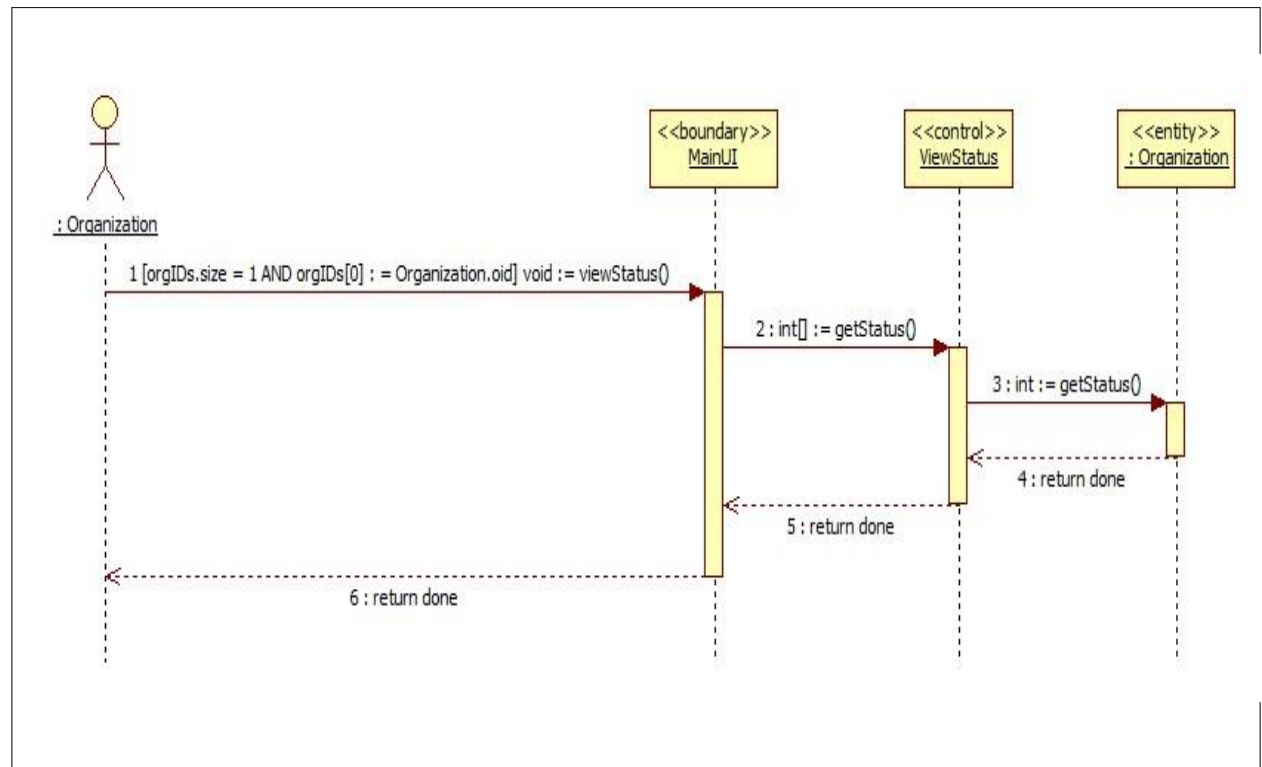 <<boundary>>
MainUI
<<control>>
ViewStatus
<<entity>>
: Organization
: Organization
1 [orgIDs.size = 1 AND orgIDs[0] : = Organization.oid] void := viewStatus()
2 : int[] := getStatus()
3 : int := getStatus()
4 : return done
5 : return done
6 : return done